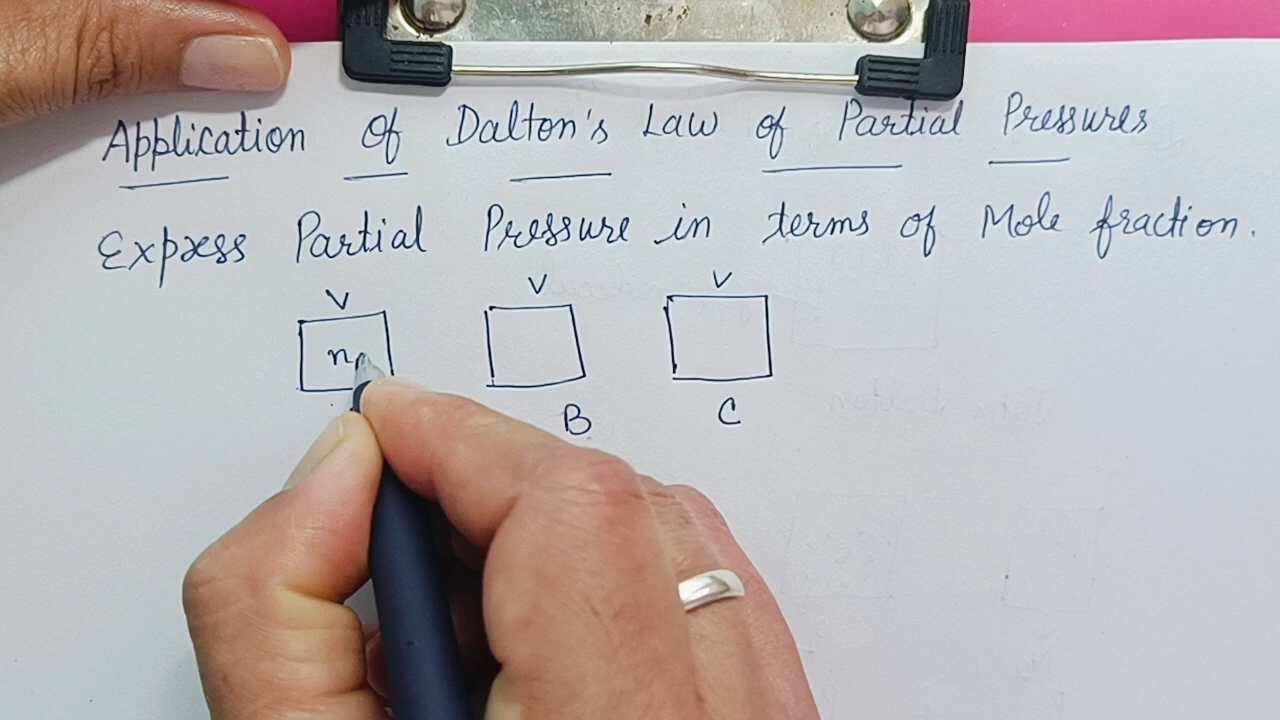 Application Of Dalton's Law of Partial Pressures
Express Partial Pressure in terms of Mole fraction.
V V V
n
B C